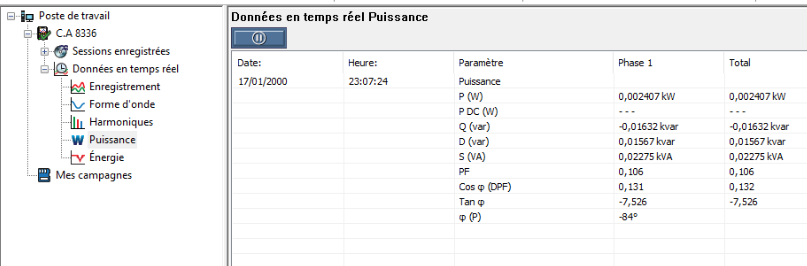 Poste de travail
C.A 8336
Sessions enregistrées
Données en temps réel
Enregistrement
Forme d'onde
Harmoniques
W Puissance
Énergie
Mes campagnes
Données en temps réel Puissance
Date: Heure: Paramètre Phase 1 Total
17/01/2000 23:07:24 Puissance
P (W) 0,002407 kW 0,002407 kW
P DC (W) --- ---
Q (var) -0,01632 kvar -0,01632 kvar
D (var) 0,01567 kvar 0,01567 kvar
S (VA) 0,02275 kVA 0,02275 kVA
PF 0,106 0,106
Cos φ (DPF) 0,131 0,132
Tan φ -7,526 -7,526
φ (P) -84°